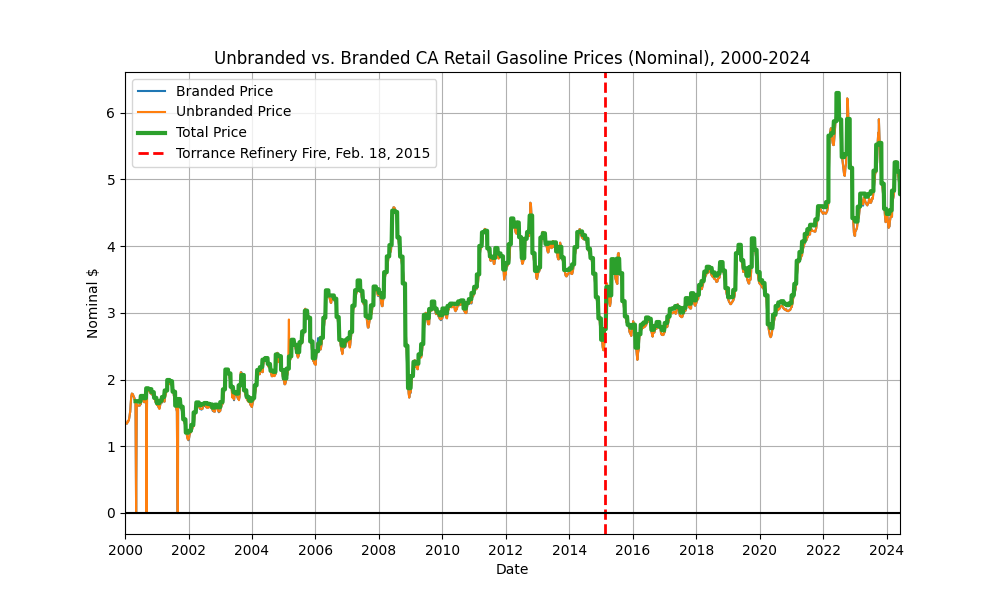 Unbranded vs. Branded CA Retail Gasoline Prices (Nominal), 2000-2024
Branded Price
Unbranded Price
Total Price
Torrance Refinery Fire, Feb. 18, 2015
Nominal $
6
5
4
3
2
1
0
2000 2002 2004 2006 2008 2010 2012 2014 2016 2018 2020 2022 2024
Date